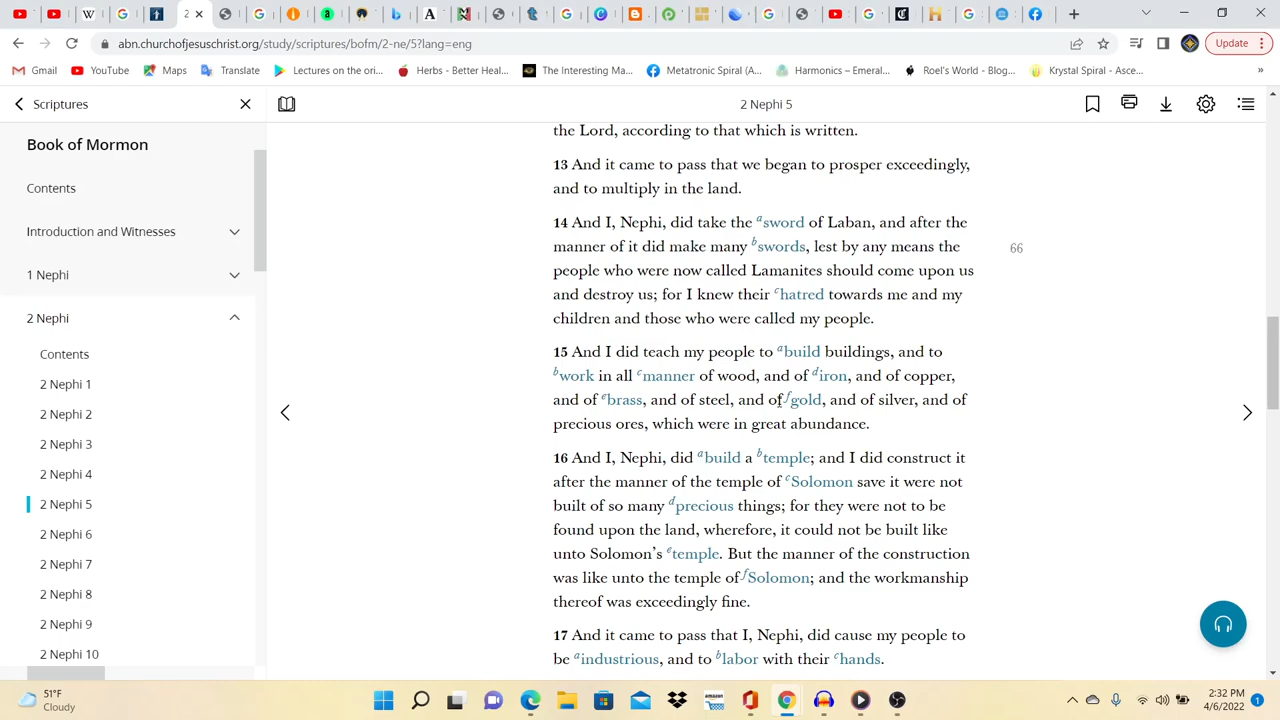 2
Update
abn.churchofjesuschrist.org/study/scriptures/bofm/2-ne/5?lang=eng
Gmail
YouTube
Maps
Translate
Lectures on the ori...
Herbs - Better Heal...
The Interesting Ma...
Metatronic Spiral (A...
Harmonics – Emeral...
Roel's World - Blog...
Krystal Spiral - Asce...
»
Scriptures
2 Nephi 5
Book of Mormon
Contents
Introduction and Witnesses
1 Nephi
2 Nephi
Contents
2 Nephi 1
2 Nephi 2
2 Nephi 3
2 Nephi 4
2 Nephi 5
2 Nephi 6
2 Nephi 7
2 Nephi 8
2 Nephi 9
2 Nephi 10
the Lord, according to that which is written.
13 And it came to pass that we began to prosper exceedingly,
and to multiply in the land.
14 And I, Nephi, did take the a sword of Laban, and after the
manner of it did make many b swords, lest by any means the
people who were now called Lamanites should come upon us
and destroy us; for I knew their c hatred towards me and my
children and those who were called my people.
66
15 And I did teach my people to a build buildings, and to
b work in all c manner of wood, and of d iron, and of copper,
and of e brass, and of steel, and of f gold, and of silver, and of
precious ores, which were in great abundance.
16 And I, Nephi, did a build a b temple; and I did construct it
after the manner of the temple of c Solomon save it were not
built of so many d precious things; for they were not to be
found upon the land, wherefore, it could not be built like
unto Solomon's e temple. But the manner of the construction
was like unto the temple of f Solomon; and the workmanship
thereof was exceedingly fine.
17 And it came to pass that I, Nephi, did cause my people to
be a industrious, and to b labor with their c hands.
51°F
Cloudy
amazon
2:32 PM
4/6/2022
1